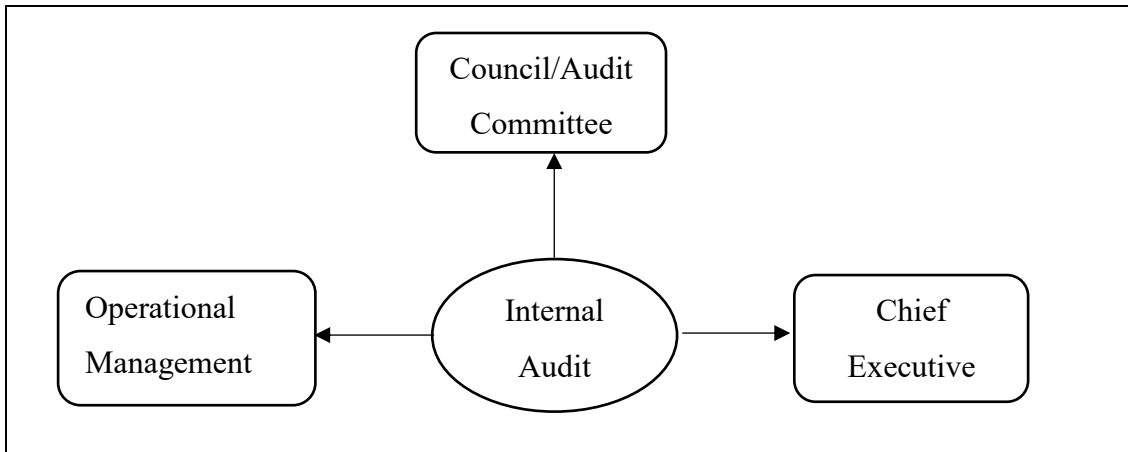 Council/Audit
Committee
Operational
Management
Internal
Audit
Chief
Executive